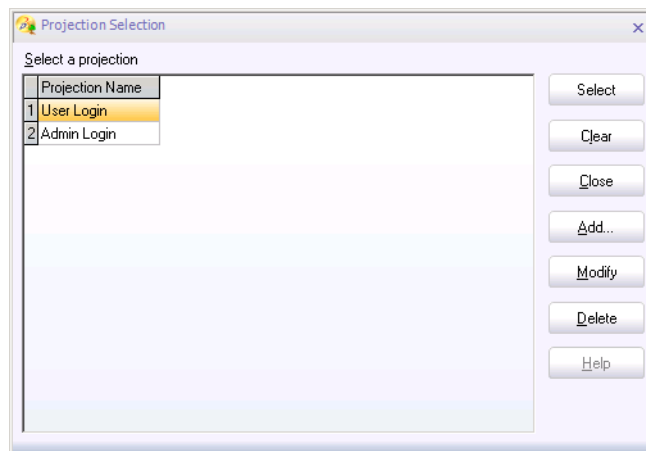 Projection Selection
Select a projection
Projection Name
1 User Login
2 Admin Login
Select
Clear
Close
Add...
Modify
Delete
Help